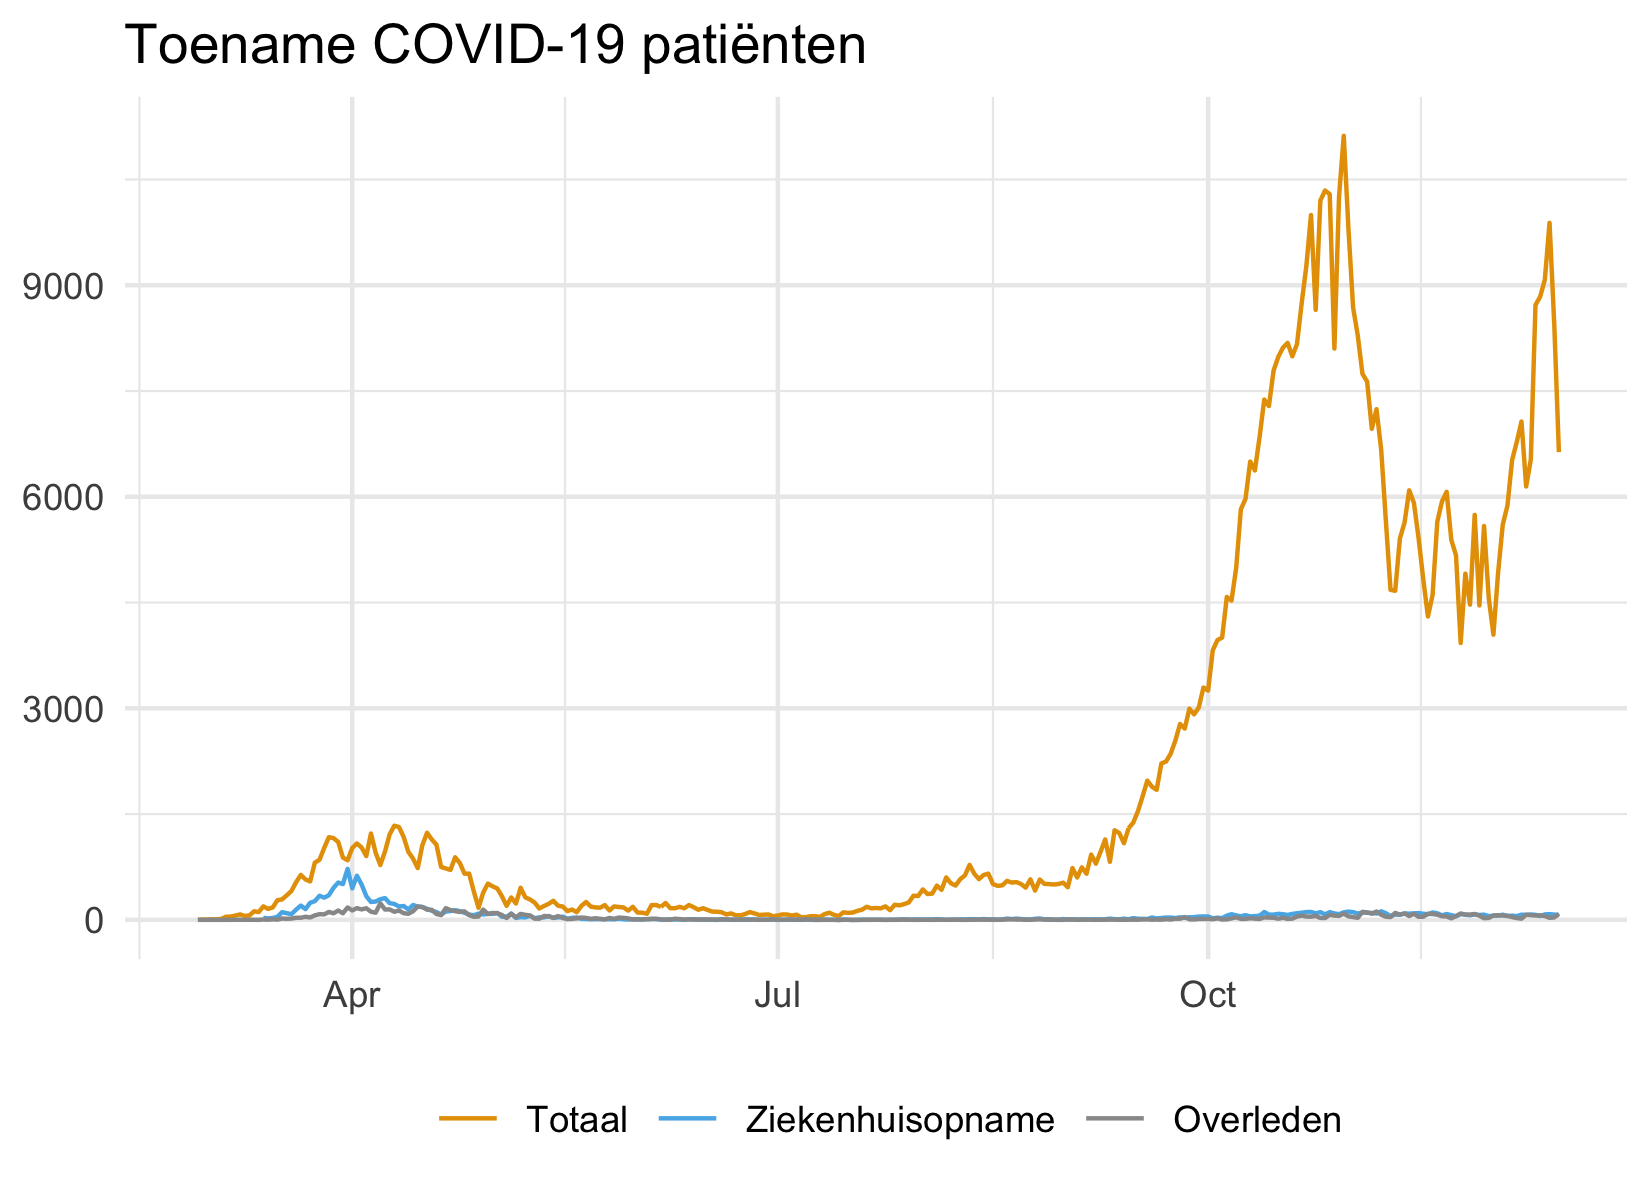 Toename COVID-19 patiënten
9000
6000
3000
0
Apr Jul Oct
Totaal Ziekenhuisopname Overleden